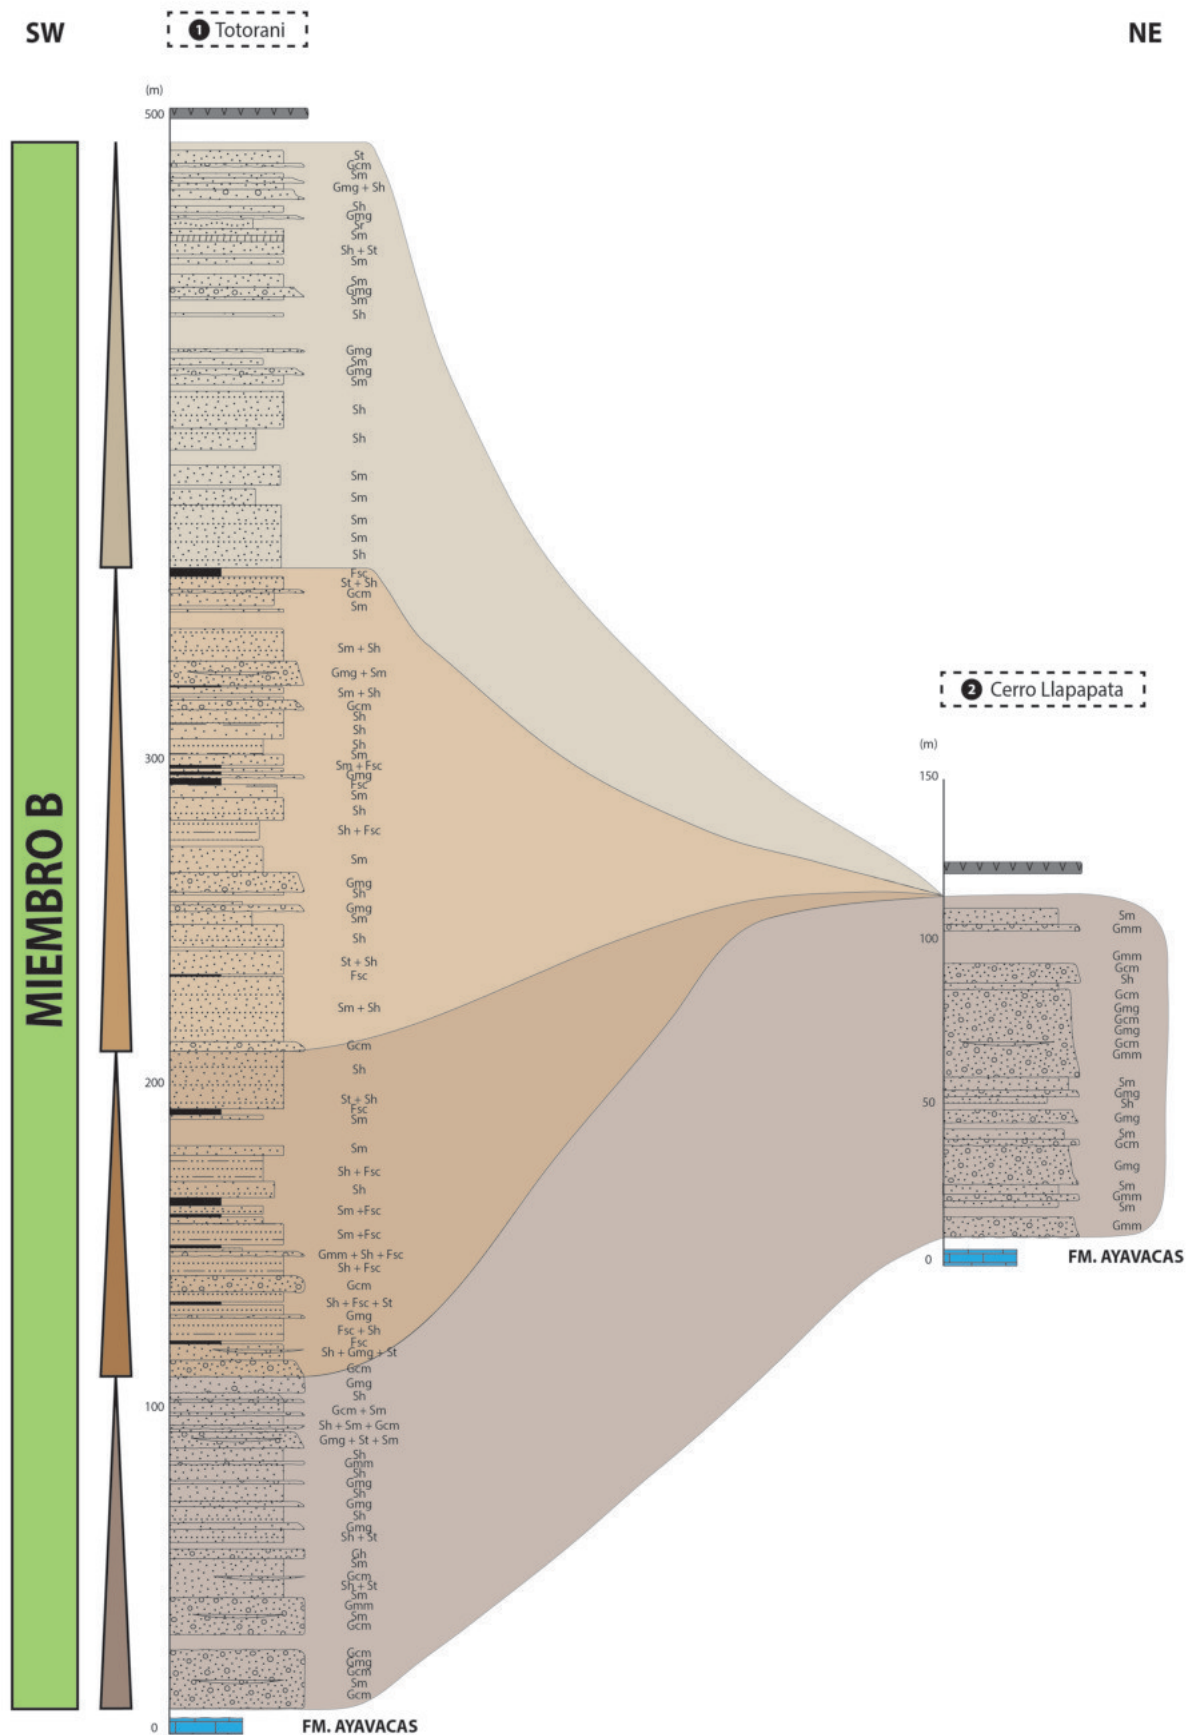 SW
1 Totorani
NE
(m)
500
St
Gcm
Sm
Gmg + Sh
Sh
Gmg
Sr
Sm
Sh + St
Sm
Sm
Gmg
Sm
Sh
Gmg
Sm
Gmg
Sm
Sh
Sh
Sm
Sm
Sm
Sm
Sh
Fsc
St + Sh
Gcm
Sm
Sm + Sh
Gmg + Sm
Sm + Sh
Gcm
Sh
Sh
Sh
Sm
300
Sm + Fsc
Gmg
Fsc
Sm
Sh
Sh + Fsc
Sm
Gmg
Sh
Gmg
Sm
Sh
St + Sh
Fsc
Sm + Sh
Gcm
Sh
200
St + Sh
Fsc
Sm
Sm
Sh + Fsc
Sh
Sm +Fsc
Sm +Fsc
Gmm + Sh + Fsc
Sh + Fsc
Gcm
Sh + Fsc + St
Gmg
Fsc + Sh
Fsc
Sh + Gmg + St
Gcm
Gmg
Sh
100
Gcm + Sm
Sh + Sm + Gcm
Gmg + St + Sm
Sh
Gmm
Sh
Gmg
Sh
Gmg
Sh
Gmg
Sh + St
Gh
Sm
Gcm
Sh + St
Sm
Gmm
Sm
Gcm
Gcm
Gmg
Gcm
Sm
Gcm
0
FM. AYAVACAS
MIEMBRO B
2 Cerro Llapapata
(m)
150
Sm
Gmm
100
Gmm
Gcm
Sh
Gcm
Gmg
Gcm
Gmg
Gcm
Gmm
Sm
Gmg
50
Sh
Gmg
Sm
Gcm
Gmg
Sm
Gmm
Sm
Gmm
0
FM. AYAVACAS